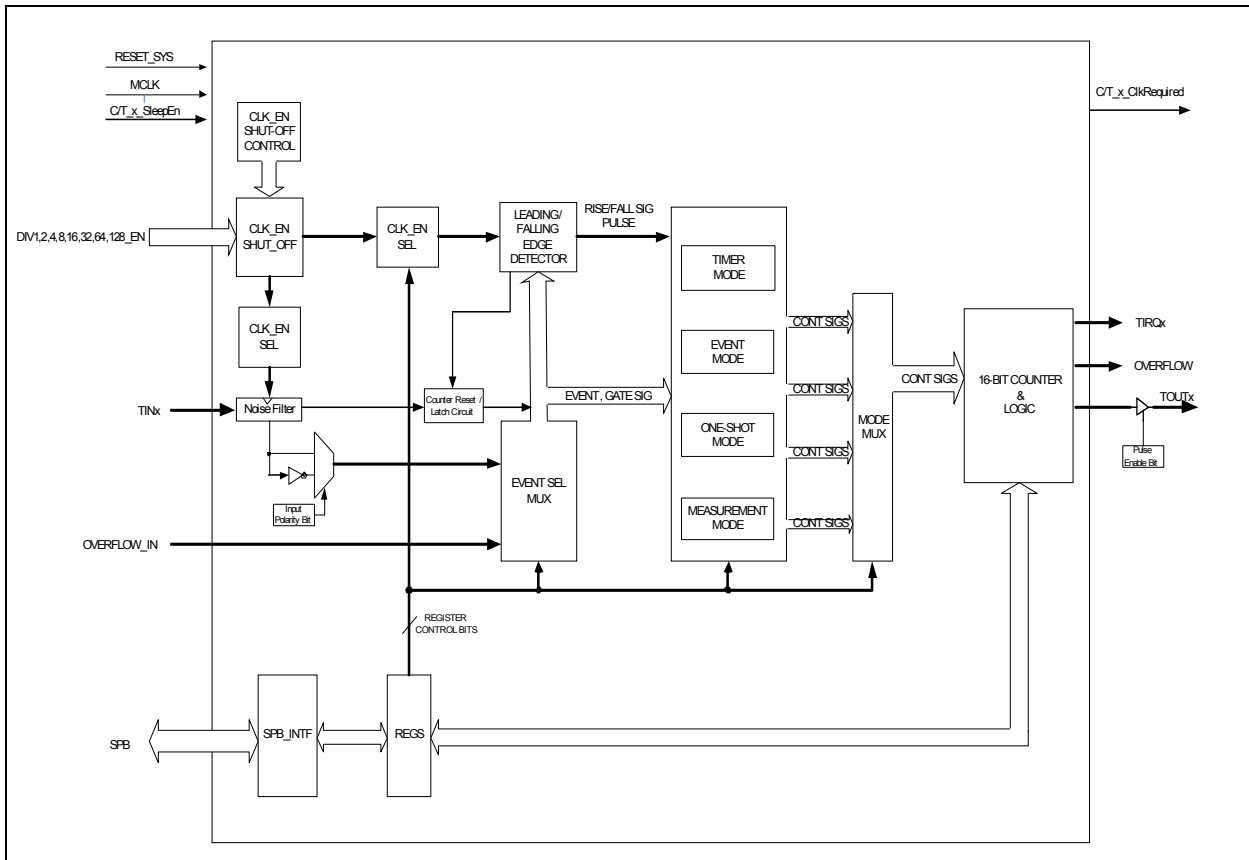 RESET_SYS
MCLK
C/T_x_SleepEn
C/T_x_ClkRequired
CLK_EN
SHUT-OFF
CONTROL
DIV1,2,4,8,16,32,64,128_EN
CLK_EN
SHUT_OFF
CLK_EN
SEL
LEADING/
FALLING
EDGE
DETECTOR
RISE/FALL SIG
PULSE
TIMER
MODE
CLK_EN
SEL
CONT SIGS
EVENT
MODE
TIRQx
OVERFLOW
16-BIT COUNTER
&
LOGIC
CONT SIGS
CONT SIGS
EVENT, GATE SIG
TINx
Noise Filter
Counter Reset /
Latch Circuit
TOUTx
Pulse
Enable Bit
MODE
MUX
ONE-SHOT
MODE
CONT SIGS
EVENT SEL
MUX
Input
Polarity Bit
MEASUREMENT
MODE
CONT SIGS
OVERFLOW_IN
REGISTER
CONTROL BITS
SPB
SPB_INTF
REGS